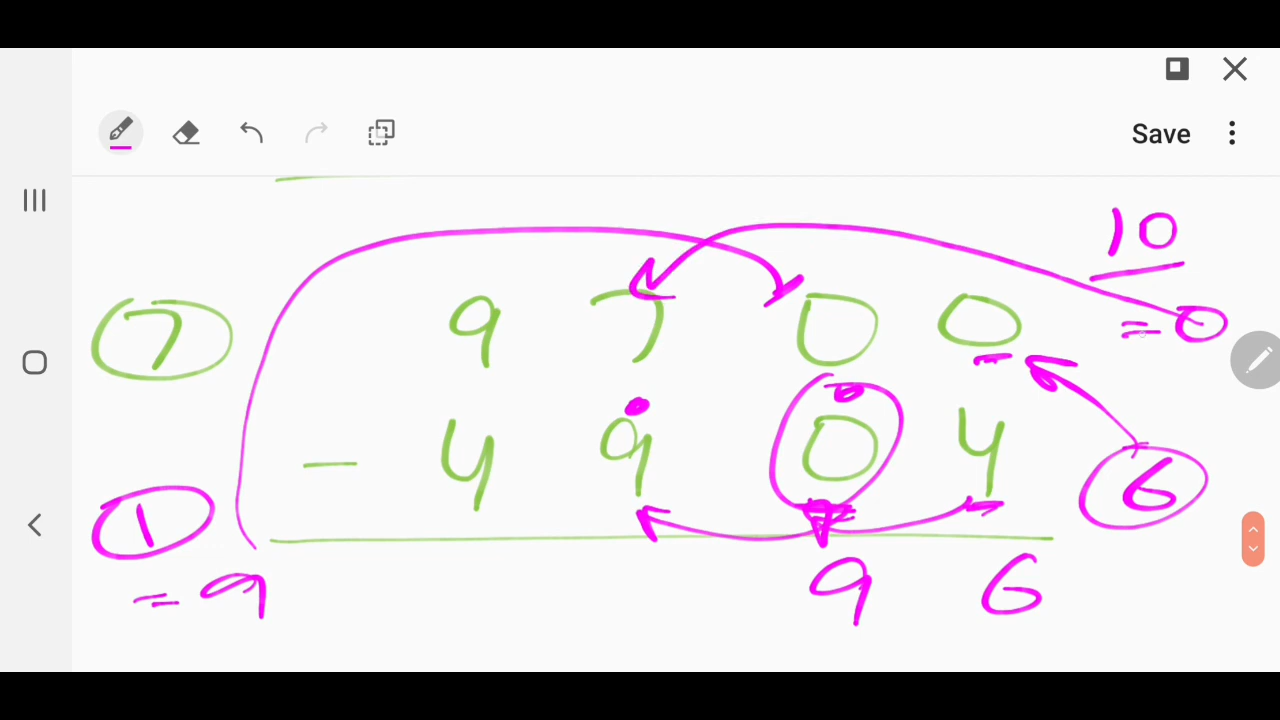 Save
10
⑦ 9 7 0 0 = 0
- 4 9 0 4 ⑥
① 
= 9 9 6